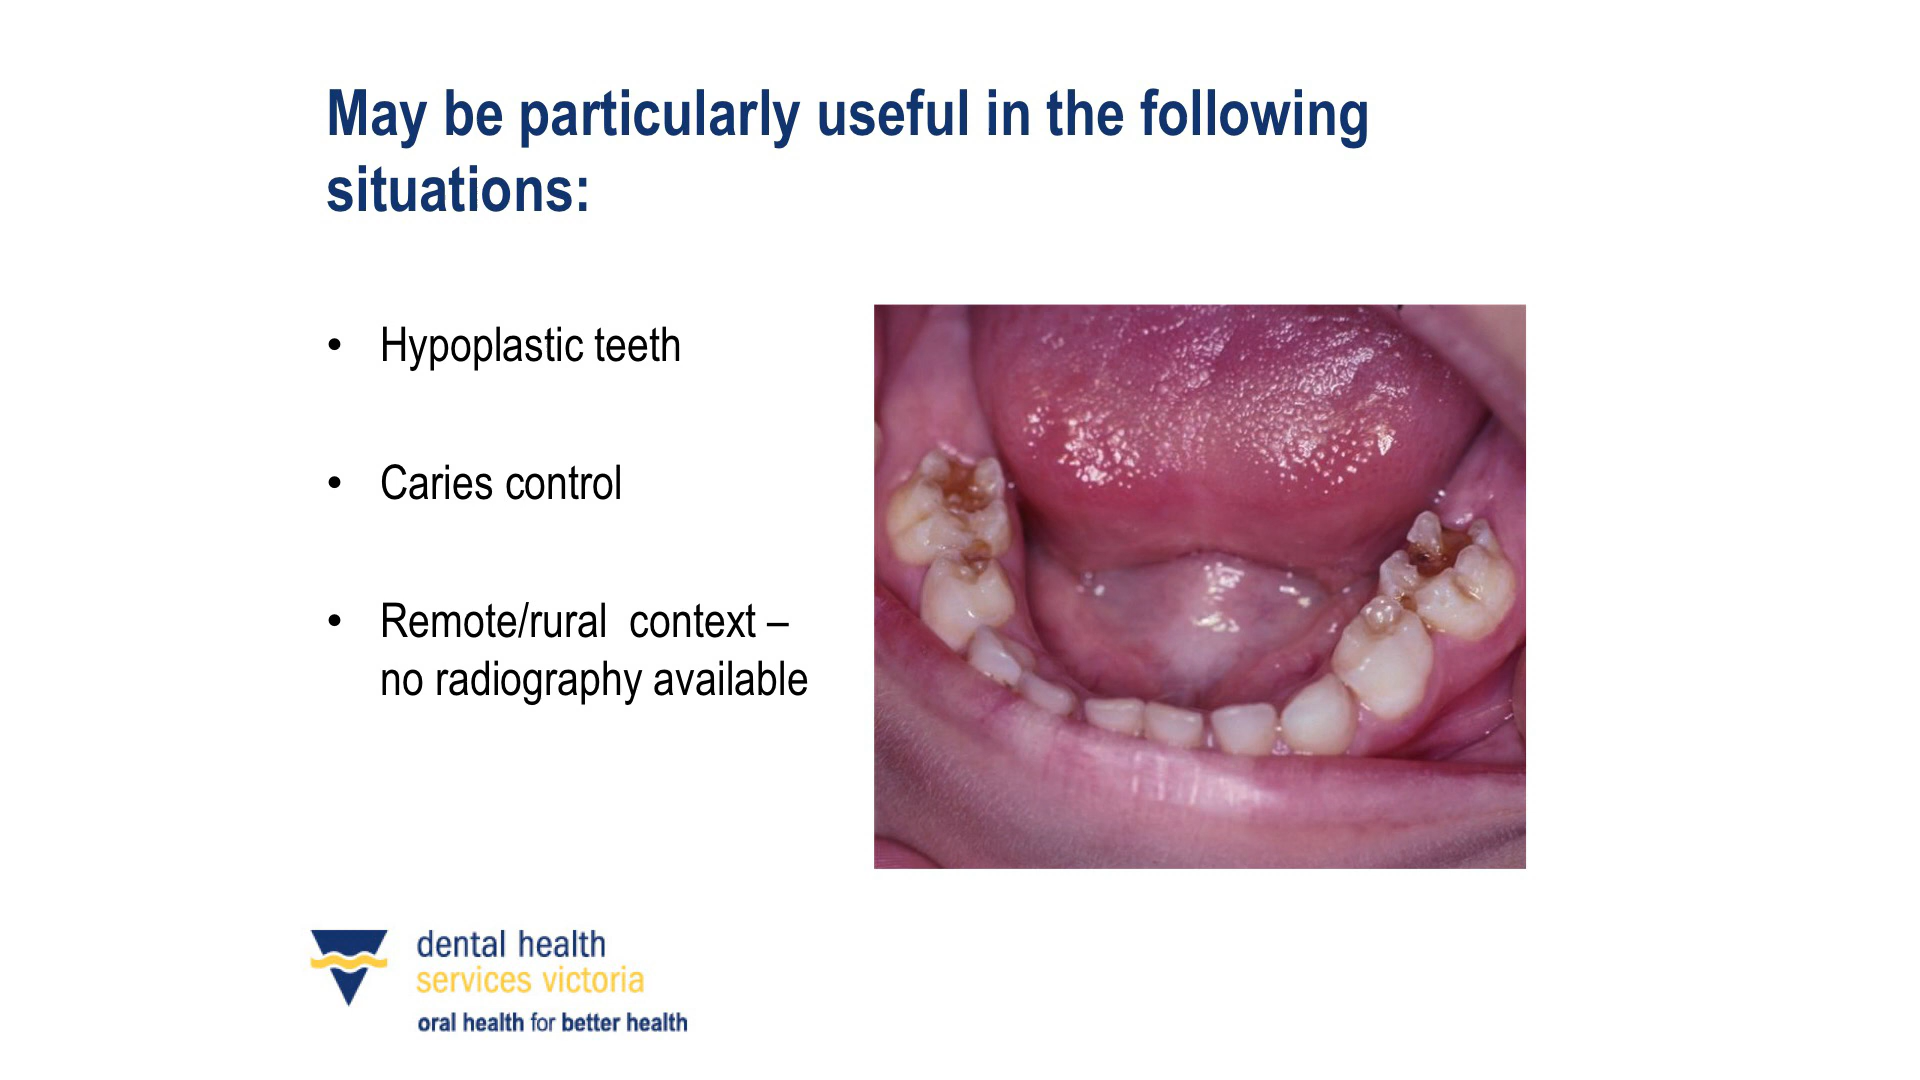 May be particularly useful in the following
situations:
• Hypoplastic teeth
• Caries control
• Remote/rural  context –
no radiography available
dental health
services victoria
oral health for better health